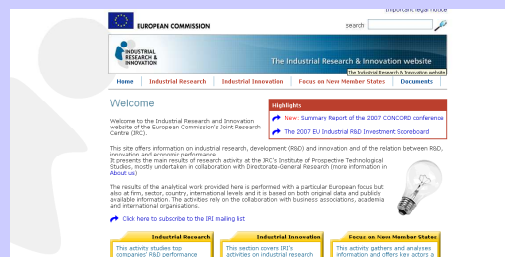 Important legal notice
EUROPEAN COMMISSION
search
INDUSTRIAL
RESEARCH &
INNOVATION
The Industrial Research & Innovation website
The Industrial Research & Innovation website
Home | Industrial Research | Industrial Innovation | Focus on New Member States | Documents
Welcome
Welcome to the Industrial Research and Innovation
website of the European Commission's Joint Research
Centre (JRC).
Highlights
New: Summary Report of the 2007 CONCORD conference
The 2007 EU Industrial R&D Investment Scoreboard
This site offers information on industrial research, development (R&D) and innovation and of the relation between R&D,
innovation and economic performance.
It presents the main results of research activity at the JRC's Institute of Prospective Technological
Studies, mostly undertaken in collaboration with Directorate-General Research (more information in
About us)
The results of the analytical work provided here is performed with a particular European focus but
also at firm, sector, country, international levels and it is based on both original data and publicly
available information. The activities rely on the collaboration with business associations, academia
and international organisations.
Click here to subscribe to the IRI mailing list
Industrial Research
This activity studies top
companies' R&D performance
Industrial Innovation
This section covers IRI's
activities on industrial research
Focus on New Member States
This activity gathers and analyses
information and offers key actors a